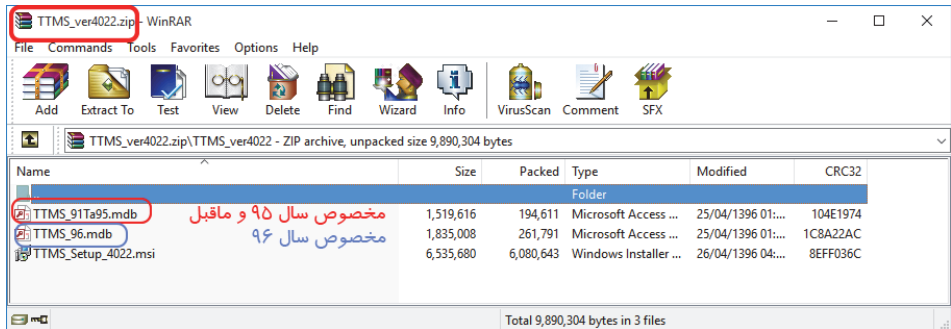 TTMS_ver4022.zip - WinRAR
File Commands Tools Favorites Options Help
Add Extract To Test View Delete Find Wizard Info VirusScan Comment SFX
TTMS_ver4022.zip\TTMS_ver4022 - ZIP archive, unpacked size 9,890,304 bytes
Name Size Packed Type Modified CRC32
.. Folder
TTMS_91Ta95.mdb مخصوص سال ۹۵ و ماقبل 1,519,616 194,611 Microsoft Access ... 25/04/1396 01:... 104E1974
TTMS_96.mdb مخصوص سال ۹۶ 1,835,008 261,791 Microsoft Access ... 25/04/1396 01:... 1C8A22AC
TTMS_Setup_4022.msi 6,535,680 6,080,643 Windows Installer ... 26/04/1396 04:... 8EFF036C
Total 9,890,304 bytes in 3 files